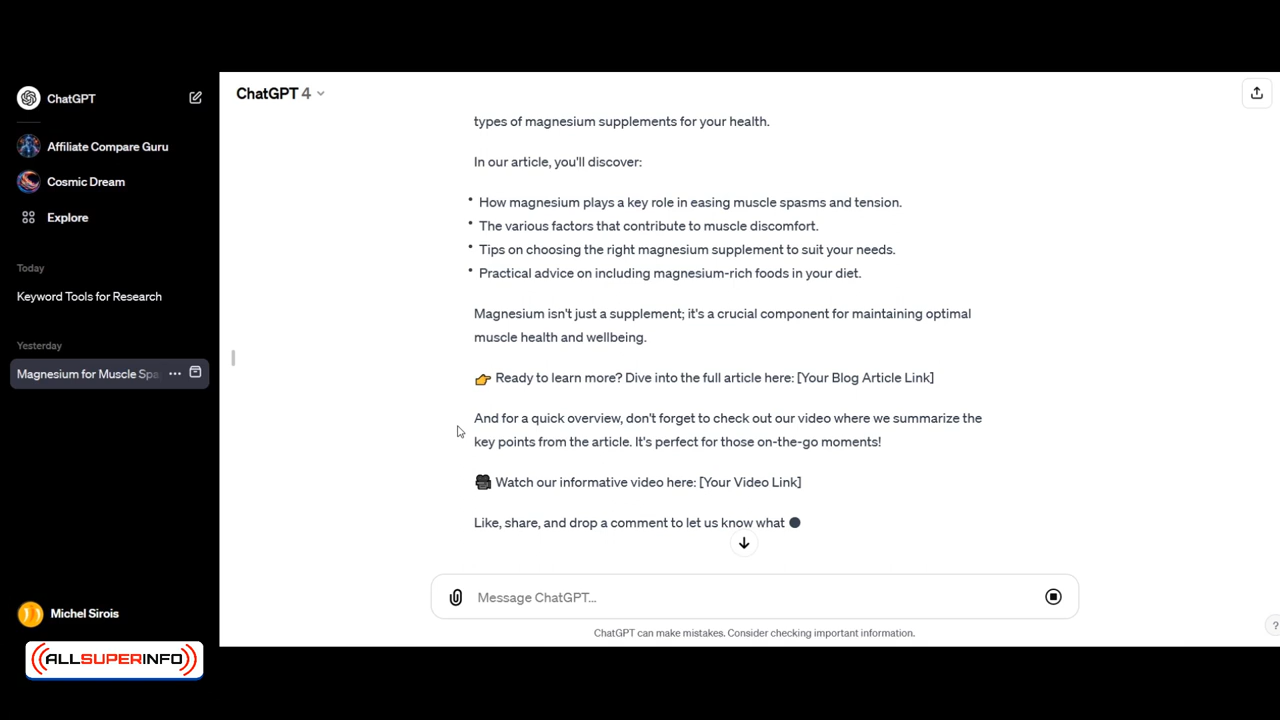 ChatGPT
Affiliate Compare Guru
Cosmic Dream
Explore
Today
Keyword Tools for Research
Yesterday
Magnesium for Muscle Spa
Michel Sirois
ALLSUPERINFO
ChatGPT 4
types of magnesium supplements for your health.
In our article, you'll discover:
• How magnesium plays a key role in easing muscle spasms and tension.
• The various factors that contribute to muscle discomfort.
• Tips on choosing the right magnesium supplement to suit your needs.
• Practical advice on including magnesium-rich foods in your diet.
Magnesium isn't just a supplement; it's a crucial component for maintaining optimal
muscle health and wellbeing.
👉 Ready to learn more? Dive into the full article here: [Your Blog Article Link]
And for a quick overview, don't forget to check out our video where we summarize the
key points from the article. It's perfect for those on-the-go moments!
🎥 Watch our informative video here: [Your Video Link]
Like, share, and drop a comment to let us know what
Message ChatGPT...
ChatGPT can make mistakes. Consider checking important information.
?